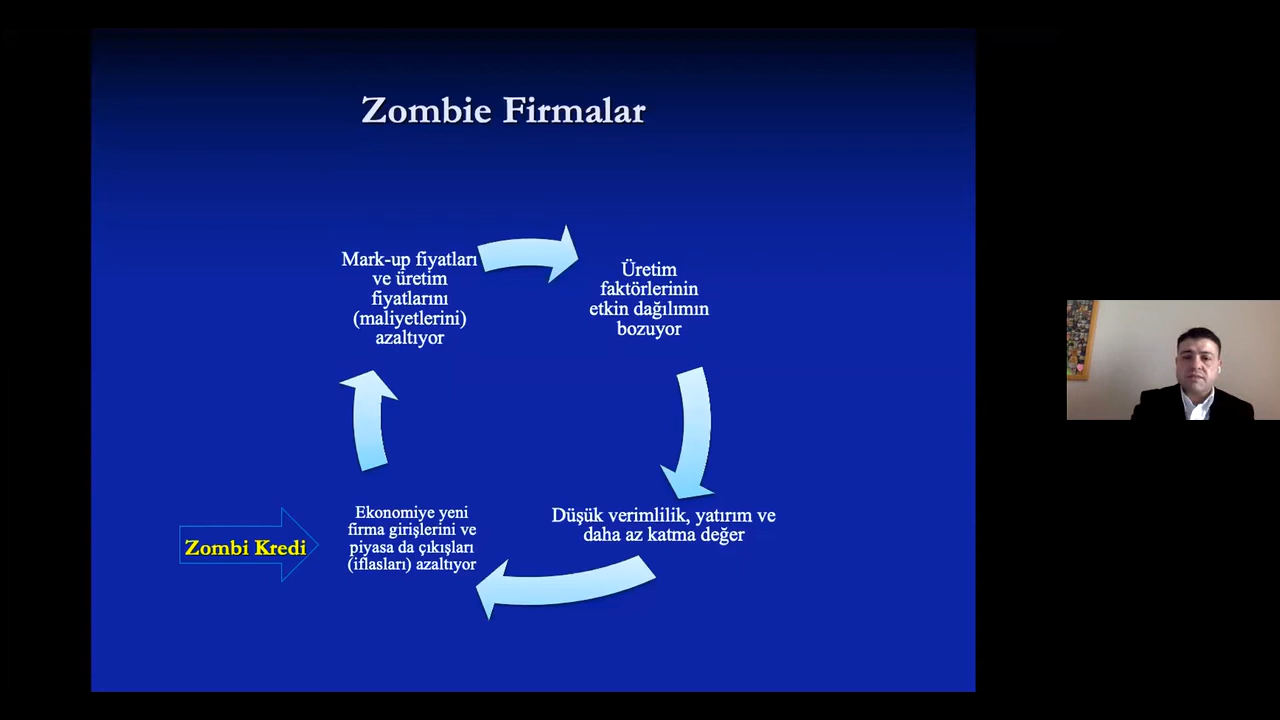 Zombie Firmalar
Mark-up fiyatları
ve üretim
fiyatlarını
(maliyetlerini)
azaltıyor
Üretim
faktörlerinin
etkin dağılımın
bozuyor
Düşük verimlilik, yatırım ve
daha az katma değer
Ekonomiye yeni
firma girişlerini ve
piyasa da çıkışları
(iflasları) azaltıyor
Zombi Kredi